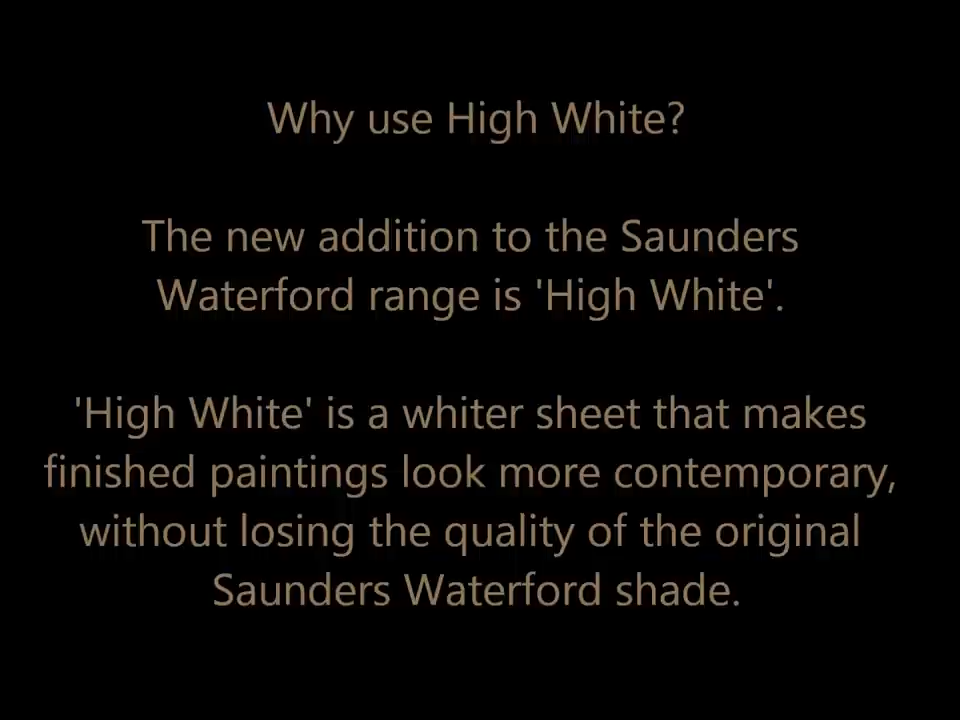 Why use High White?
The new addition to the Saunders
Waterford range is 'High White'.
'High White' is a whiter sheet that makes
finished paintings look more contemporary,
without losing the quality of the original
Saunders Waterford shade.